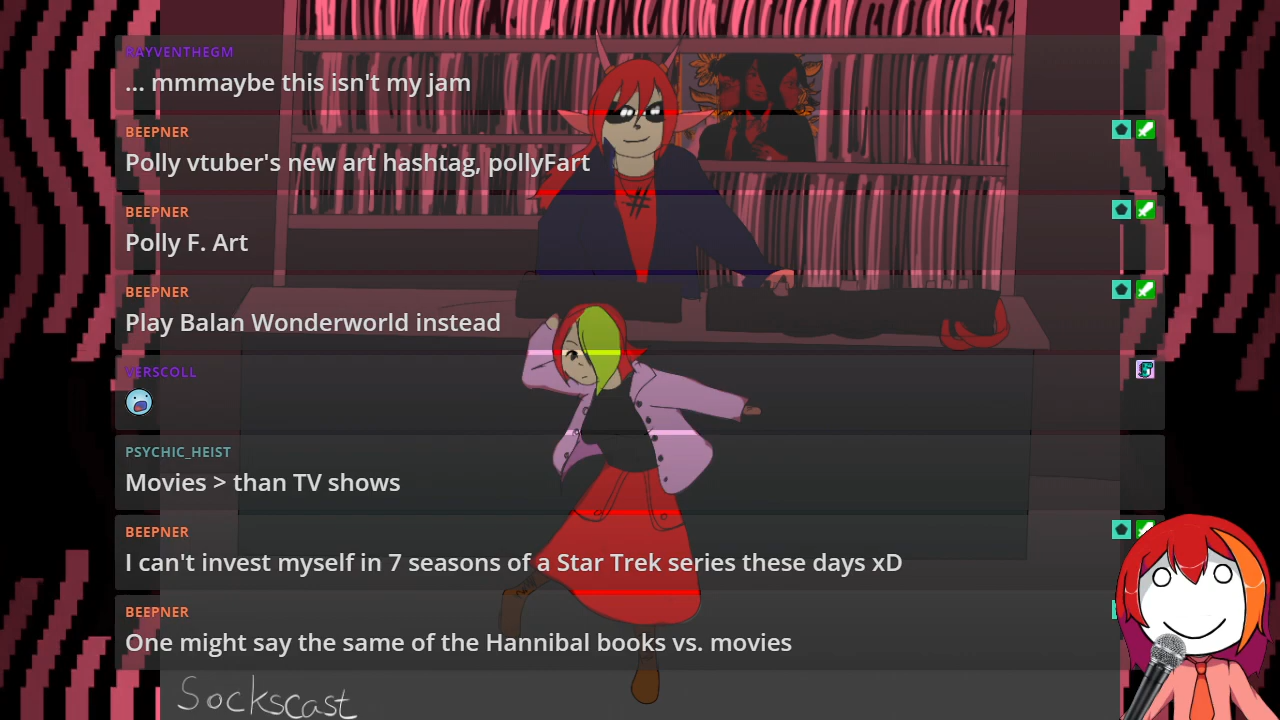 RAYVENTHEGM
... mmmaybe this isn't my jam
BEEPNER
Polly vtuber's new art hashtag, pollyFart
BEEPNER
Polly F. Art
BEEPNER
Play Balan Wonderworld instead
VERSCOLL
PSYCHIC_HEIST
Movies > than TV shows
BEEPNER
I can't invest myself in 7 seasons of a Star Trek series these days xD
BEEPNER
One might say the same of the Hannibal books vs. movies
Sockscast